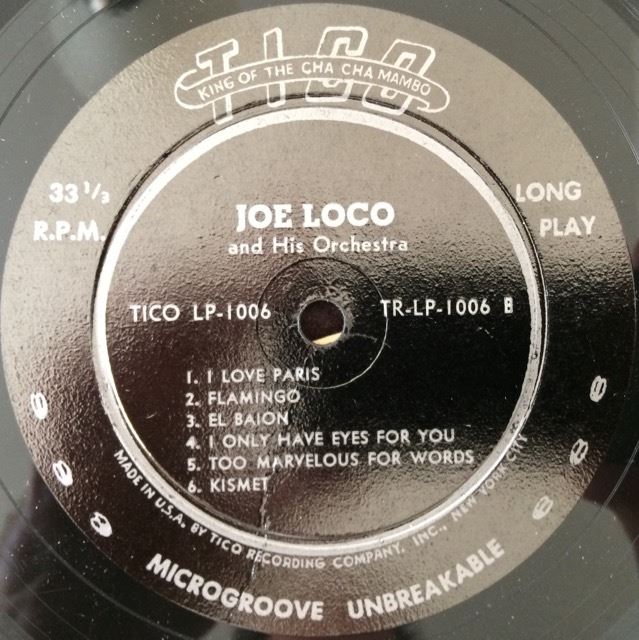 TICO
KING OF THE CHA CHA MAMBO
33 1/3
R.P.M.
LONG
PLAY
JOE LOCO
and His Orchestra
TICO LP-1006
TR-LP-1006 B
1. I LOVE PARIS
2. FLAMINGO
3. EL BAION
4. I ONLY HAVE EYES FOR YOU
5. TOO MARVELOUS FOR WORDS
6. KISMET
MADE IN U.S.A. BY TICO RECORDING COMPANY, INC., NEW YORK CITY
MICROGROOVE UNBREAKABLE